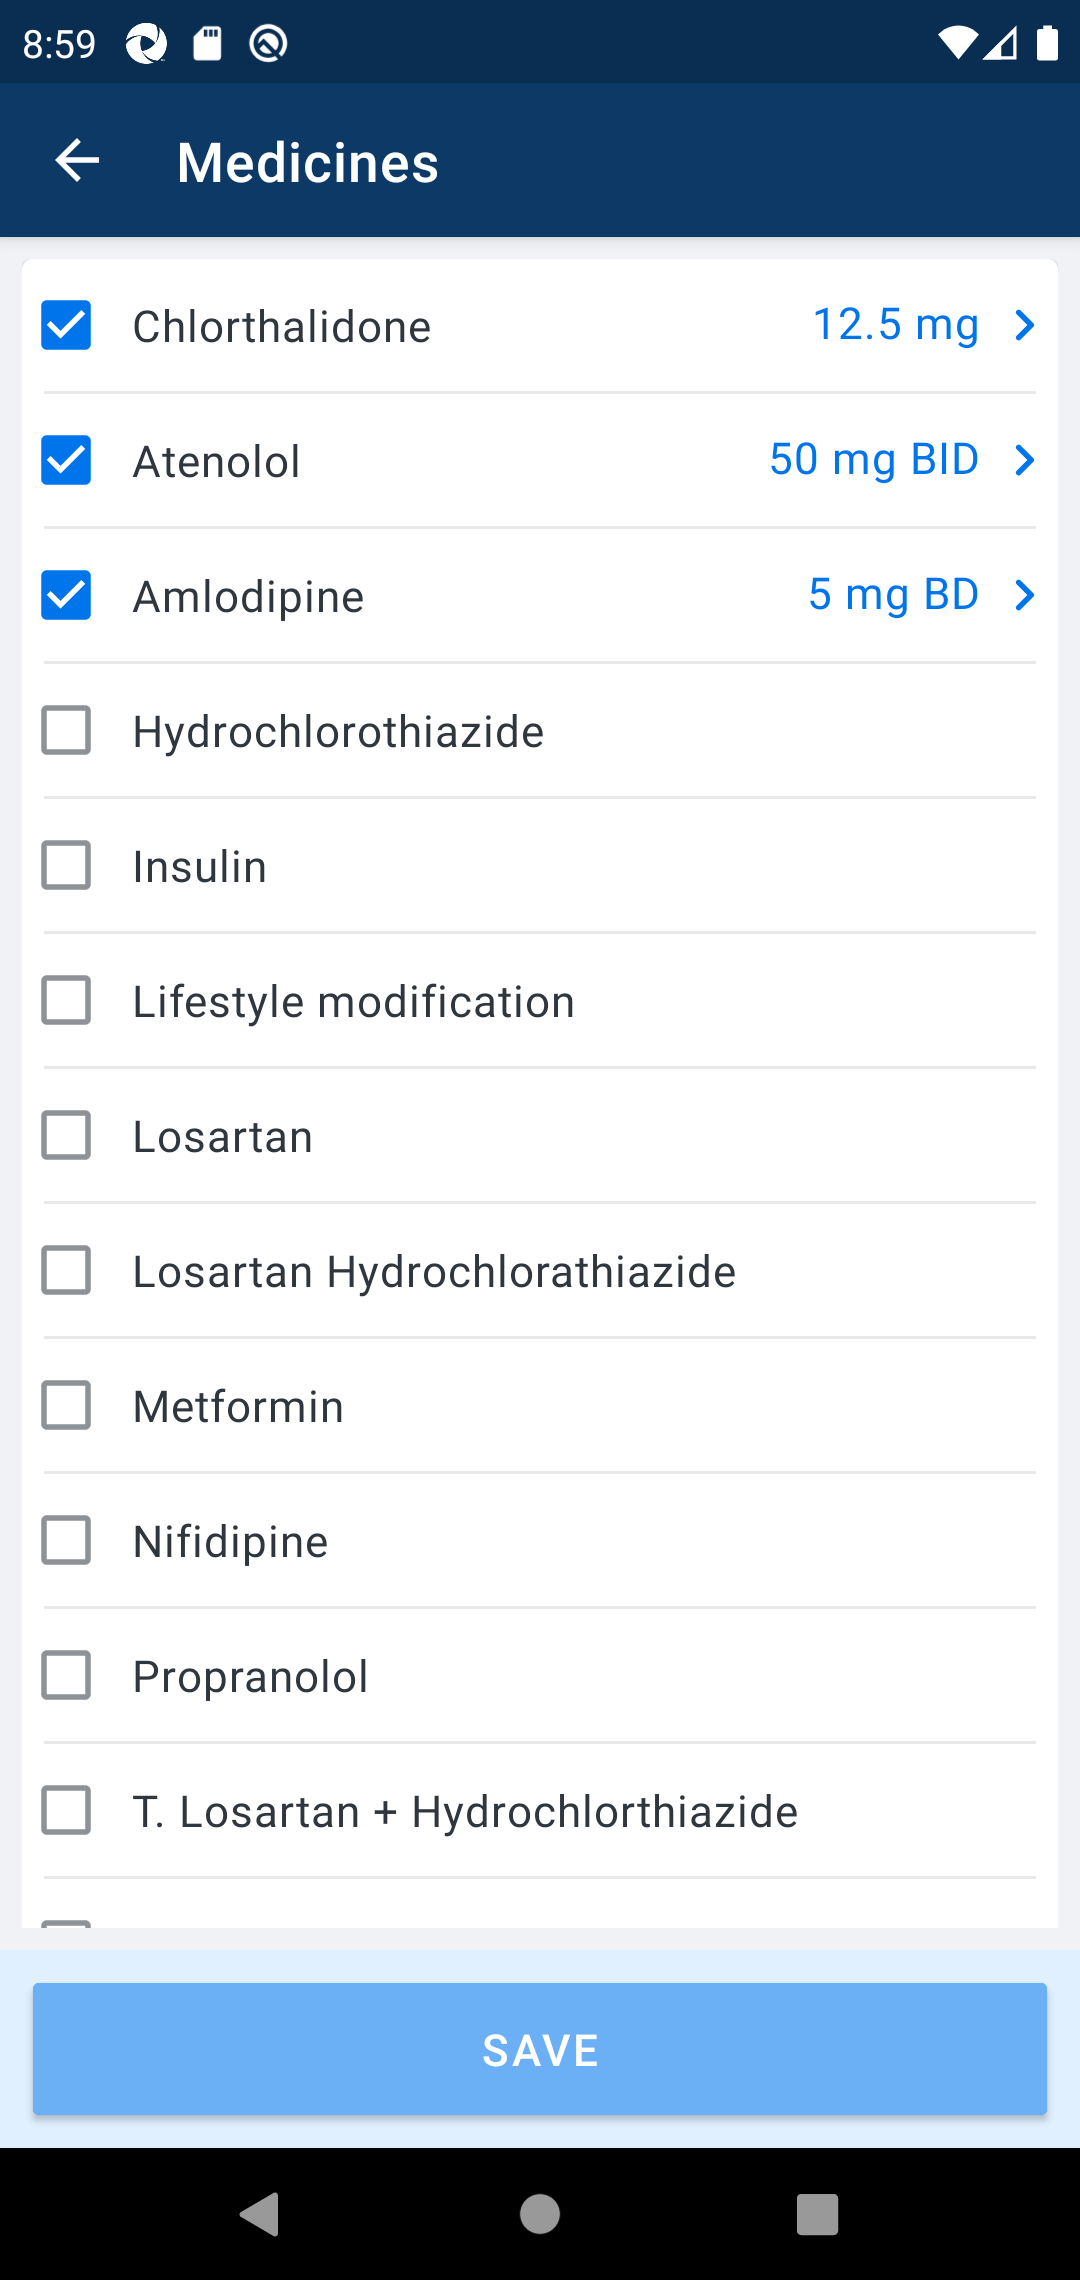 8:59
Medicines
Chlorthalidone 12.5 mg
Atenolol 50 mg BID
Amlodipine 5 mg BD
Hydrochlorothiazide
Insulin
Lifestyle modification
Losartan
Losartan Hydrochlorathiazide
Metformin
Nifidipine
Propranolol
T. Losartan + Hydrochlorthiazide
SAVE